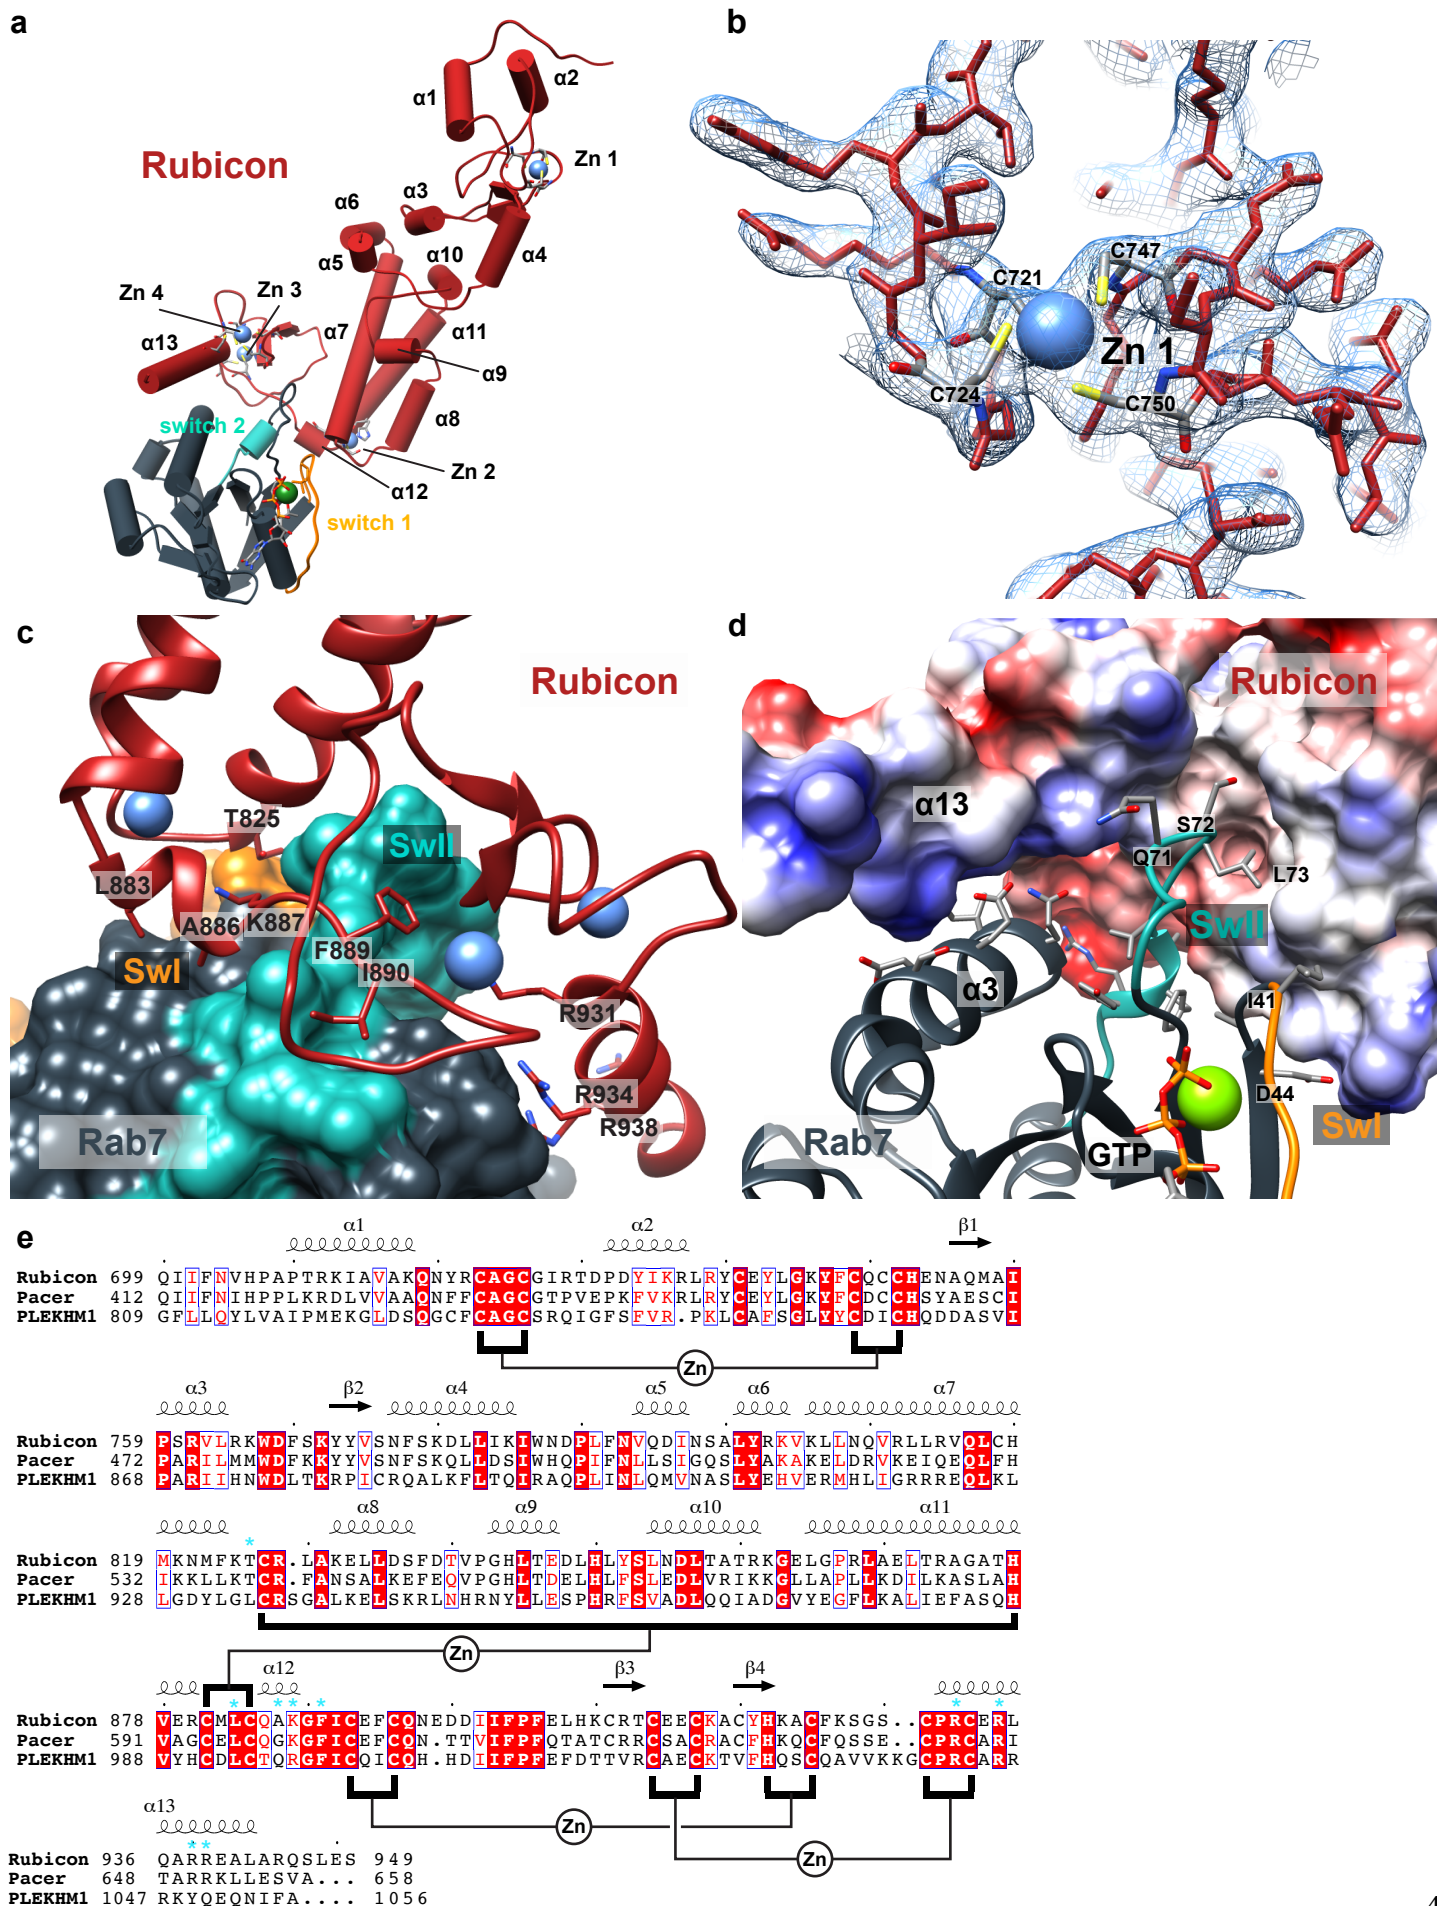 a
b
α1
α2
Rubicon
Zn 1
α6
α3
α5
α10
α4
Zn 4
Zn 3
α7
α13
α11
α9
switch 2
α8
Zn 2
α12
switch 1
C747
C721
Zn 1
C724
C750
c
d
Rubicon
T825
SwII
L883
A886
K887
F889
SwI
I890
R931
R934
R938
Rab7
Rubicon
α13
S72
Q71
L73
SwII
α3
I41
D44
SwI
Rab7
GTP
e
α1 α2 β1
Rubicon 699 QIIFNVHPAPTRKIAVAKQNYRCAGCGIRTDPDYIKRLRYCEYLGKYFCQCCHENAQMAI
Pacer 412 QIIFNIHPPLKRDLVVAAQNFFCAGCGTPVEPKFVKRLRYCEYLGKYFCDCCHSYAESCI
PLEKHM1 809 GFLLQYLVAIPMEKGLDSQGCFCAGCSRQIGFSFVR.PKLCAFSGLYYCDICHQDDASVI
Zn
α3 β2 α4 α5 α6 α7
Rubicon 759 PSRVLRKWDFSKYYVSNFSKDLLIKIWNDPLFNVQDINSALYRKVKLLNQVRLLRVQLCH
Pacer 472 PARILMMWDFKKYYVSNFSKQLLDSIWHQPIFNLLSIGQSLYAKAKELDRVKEIQEQLFH
PLEKHM1 868 PARIIHNWDLTKRPICRQALKFLTQIRAQPLINLQMVNASLYEHVERMHLIGRRREQLKL
α8 α9 α10 α11
*
Rubicon 819 MKNMFKTCR.LAKELLDSFDTVPGHLTEDLHLYSLNDLTATRKGELGPRLAELTRAGATH
Pacer 532 IKKLLKTCR.FANSALKEFEQVPGHLTDELHLFSLEDLVRIKKGLLAPLLKDILKASLAH
PLEKHM1 928 LGDYLGLCRSGALKELSKRLNHRNYLLESPHRFSVADLQQIADGVYEGFLKALIEFASQH
Zn
α12 β3 β4
* * * * * *
Rubicon 878 VERCMLCQAKGFICEFCQNEDDIIFPFELHKCRTCEECKACYHKACFKSGS..CPRCERL
Pacer 591 VAGCELCQGKGFICEFCQN.TTVIFPFQTATCRRCSACRACFHKQCFQSSE..CPRCARI
PLEKHM1 988 VYHCDLCTQRGFICQICQH.HDIIFPFEFDTTVRCAECKTVFHQSCQAVVKKGCPRCARR
Zn
Zn
α13
* *
Rubicon 936 QARREALARQSLES 949
Pacer 648 TARRKLLESVA... 658
PLEKHM1 1047 RKYQEQNIFA.... 1056
4